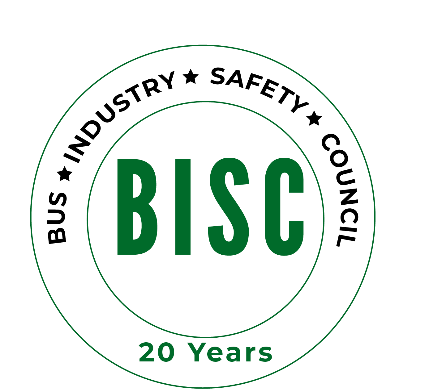 BUS ★ INDUSTRY ★ SAFETY ★ COUNCIL
BISC
20 Years